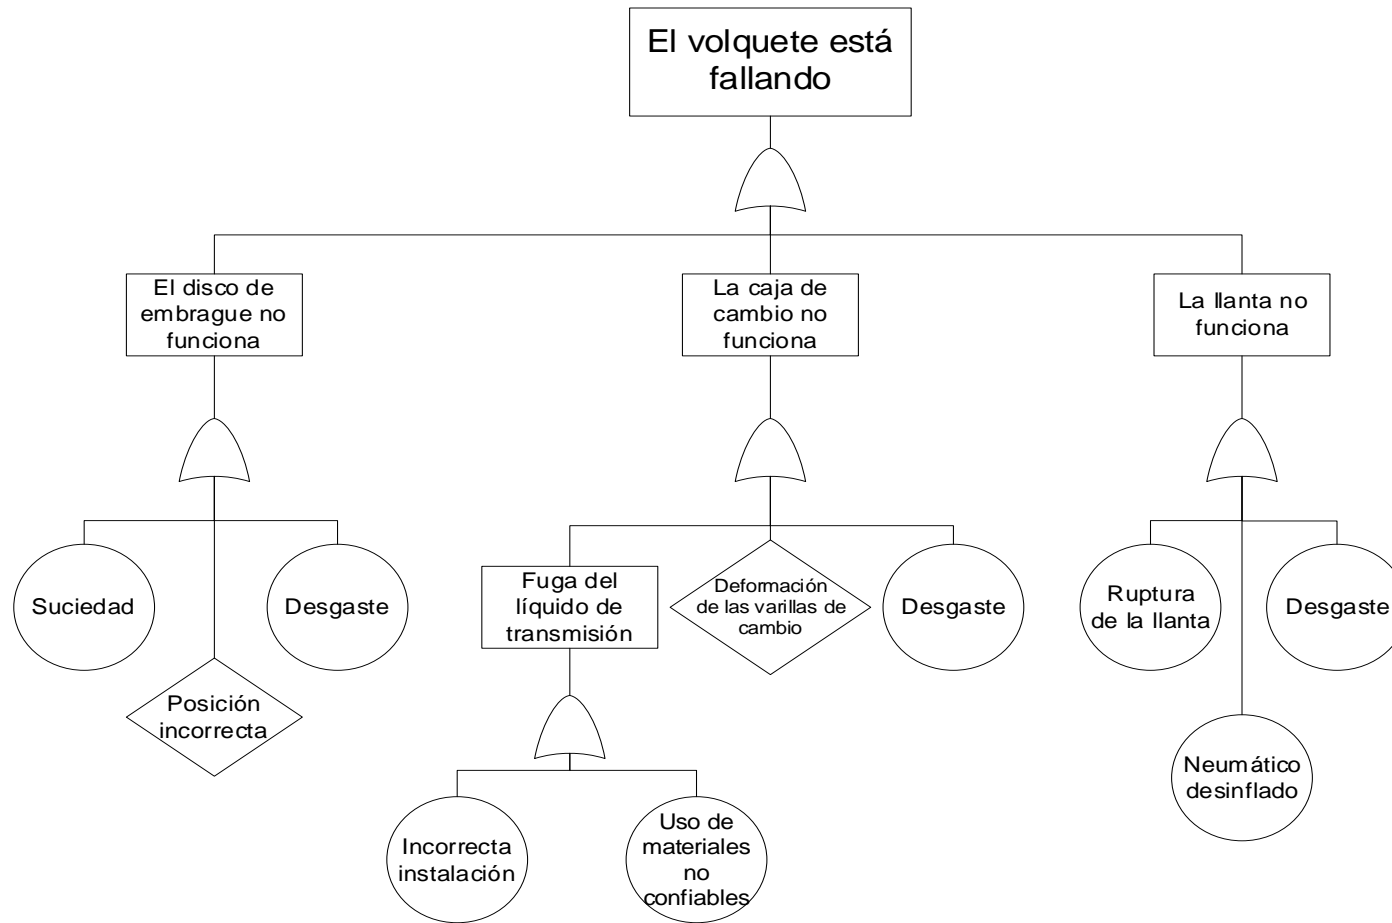 El volquete está
fallando
El disco de
embrague no
funciona
La caja de
cambio no
funciona
La llanta no
funciona
Suciedad
Desgaste
Posición
incorrecta
Fuga del
líquido de
transmisión
Deformación
de las varillas de
cambio
Desgaste
Ruptura
de la llanta
Desgaste
Neumático
desinflado
Incorrecta
instalación
Uso de
materiales
no
confiables